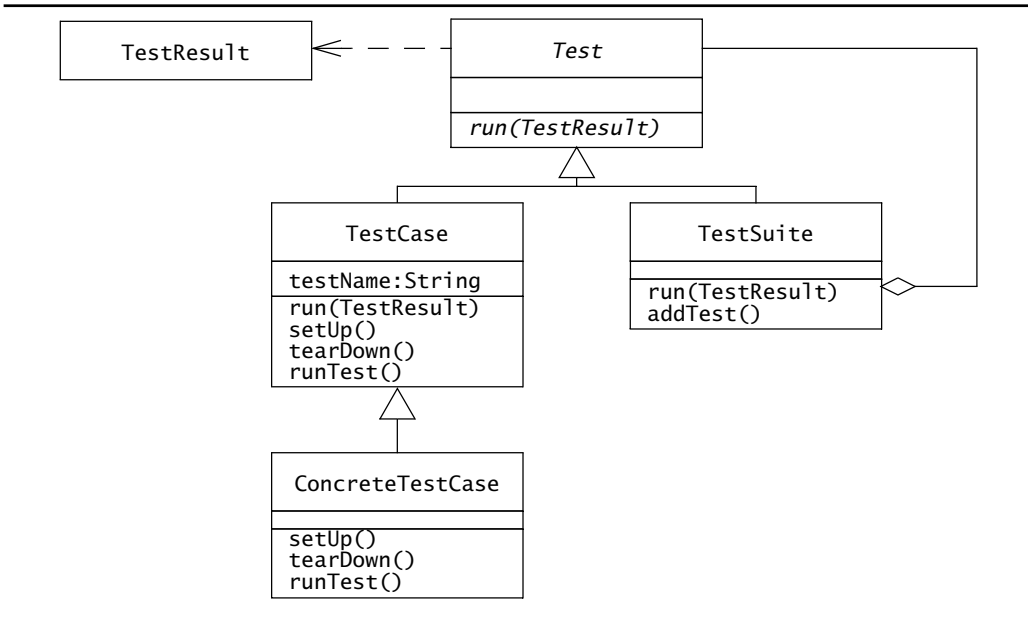 TestResult
Test
run(TestResult)
TestCase
testName:String
run(TestResult)
setUp()
tearDown()
runTest()
TestSuite
run(TestResult)
addTest()
ConcreteTestCase
setUp()
tearDown()
runTest()